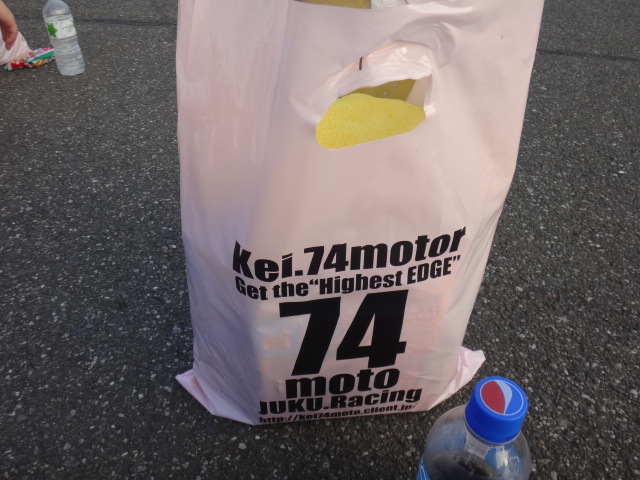 Kei.74motor
Get the“Highest EDGE”
74
moto
JUKU.Racing
http://kei74moto.client.jp/